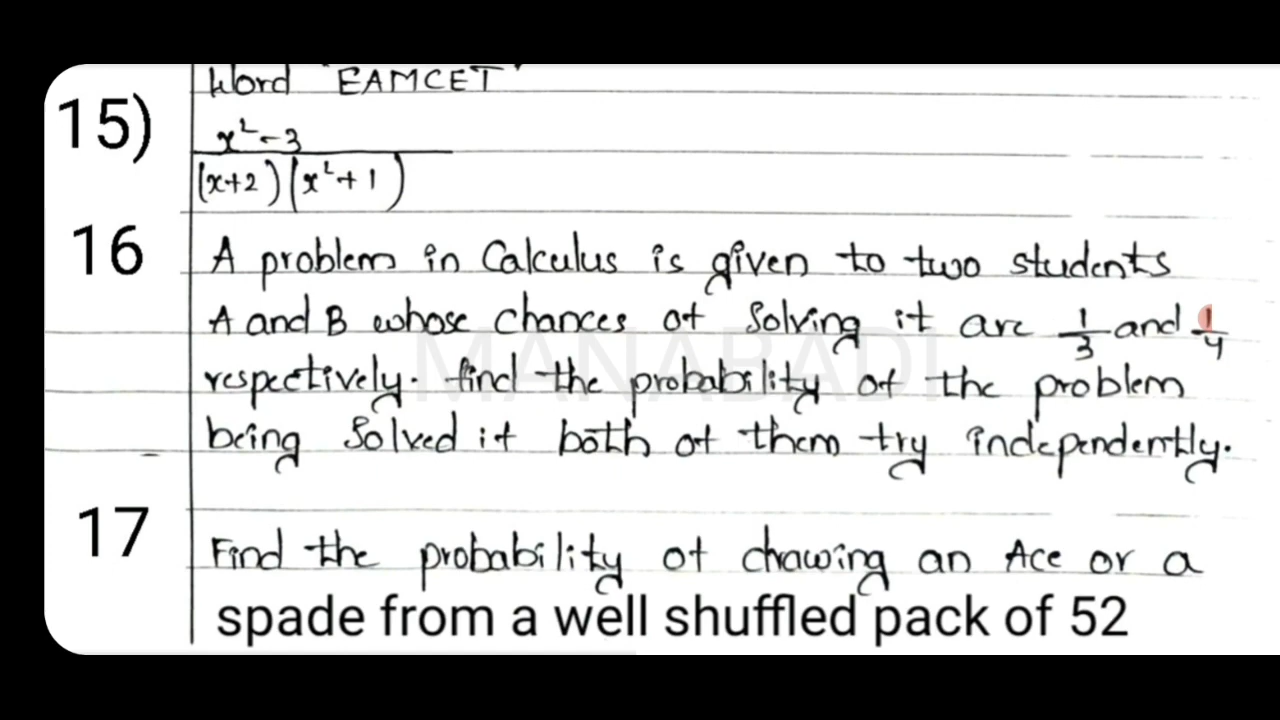 Word "EAMCET"
15)
x²-3
(x+2)(x²+1)
16 A problem in Calculus is given to two students
A and B whose chances of Solving it are 1/3 and 1/4
MANABADI
respectively. find the probability of the problem
being Solved if both of them try independently.
17 Find the probability of drawing an Ace or a
spade from a well shuffled pack of 52